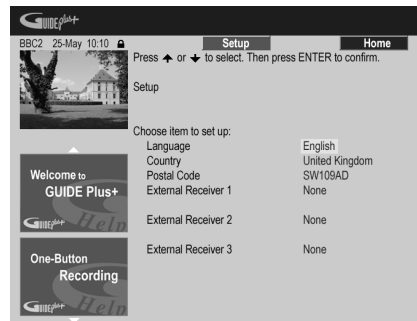 GUIDE Plus+
BBC2 25-May 10:10 Setup Home
Press ↑ or ↓ to select. Then press ENTER to confirm.
Setup
Choose item to set up:
Language English
Country United Kingdom
Postal Code SW109AD
External Receiver 1 None
External Receiver 2 None
External Receiver 3 None
Welcome to
GUIDE Plus+
GUIDE Plus+ Help
One-Button
Recording
GUIDE Plus+ Help